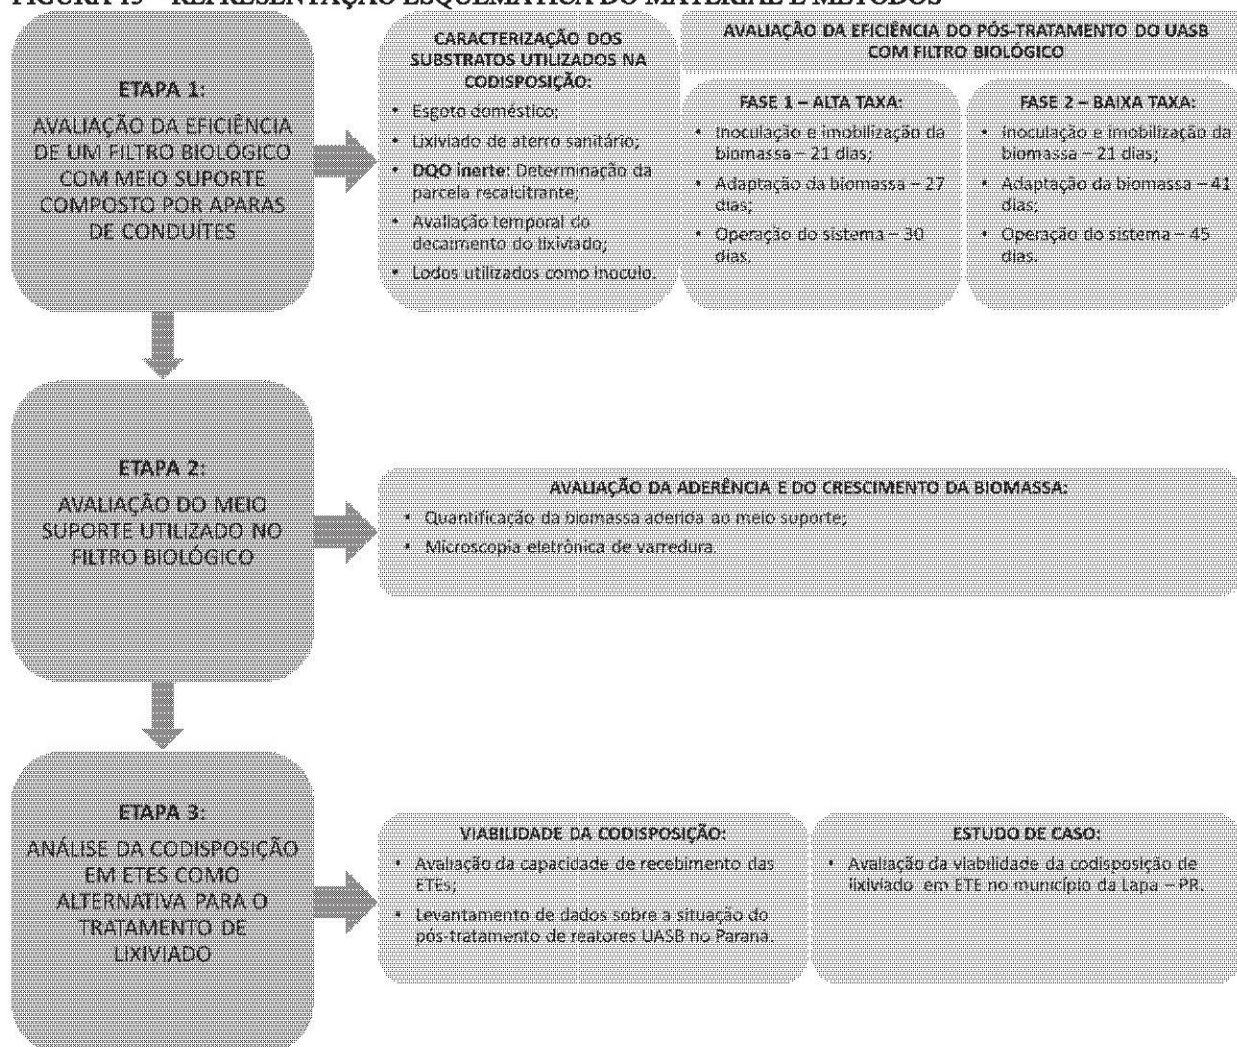 FIGURA 15 – REPRESENTAÇÃO ESQUEMÁTICA DO MATERIAL E MÉTODOS
ETAPA 1:
AVALIAÇÃO DA EFICIÊNCIA
DE UM FILTRO BIOLÓGICO
COM MEIO SUPORTE
COMPOSTO POR APARAS
DE CONDUÍTES
CARACTERIZAÇÃO DOS
SUBSTRATOS UTILIZADOS NA
CODISPOSIÇÃO:
• Esgoto doméstico;
• Lixiviado de aterro sanitário;
• DQO inerte: Determinação da
parcela recalcitrante;
• Avaliação temporal do
decaimento do lixiviado;
• Lodos utilizados como inoculo.
AVALIAÇÃO DA EFICIÊNCIA DO PÓS-TRATAMENTO DO UASB
COM FILTRO BIOLÓGICO
FASE 1 – ALTA TAXA:
• Inoculação e imobilização da
biomassa – 21 dias;
• Adaptação da biomassa – 27
dias;
• Operação do sistema – 30
dias.
FASE 2 – BAIXA TAXA:
• Inoculação e imobilização da
biomassa – 21 dias;
• Adaptação da biomassa – 41
dias;
• Operação do sistema – 45
dias.
ETAPA 2:
AVALIAÇÃO DO MEIO
SUPORTE UTILIZADO NO
FILTRO BIOLÓGICO
AVALIAÇÃO DA ADERÊNCIA E DO CRESCIMENTO DA BIOMASSA:
• Quantificação da biomassa aderida ao meio suporte;
• Microscopia eletrônica de varredura.
ETAPA 3:
ANÁLISE DA CODISPOSIÇÃO
EM ETES COMO
ALTERNATIVA PARA O
TRATAMENTO DE
LIXIVIADO
VIABILIDADE DA CODISPOSIÇÃO:
• Avaliação da capacidade de recebimento das
ETEs;
• Levantamento de dados sobre a situação do
pós-tratamento de reatores UASB no Paraná.
ESTUDO DE CASO:
• Avaliação da viabilidade da codisposição de
lixiviado em ETE no município da Lapa – PR.